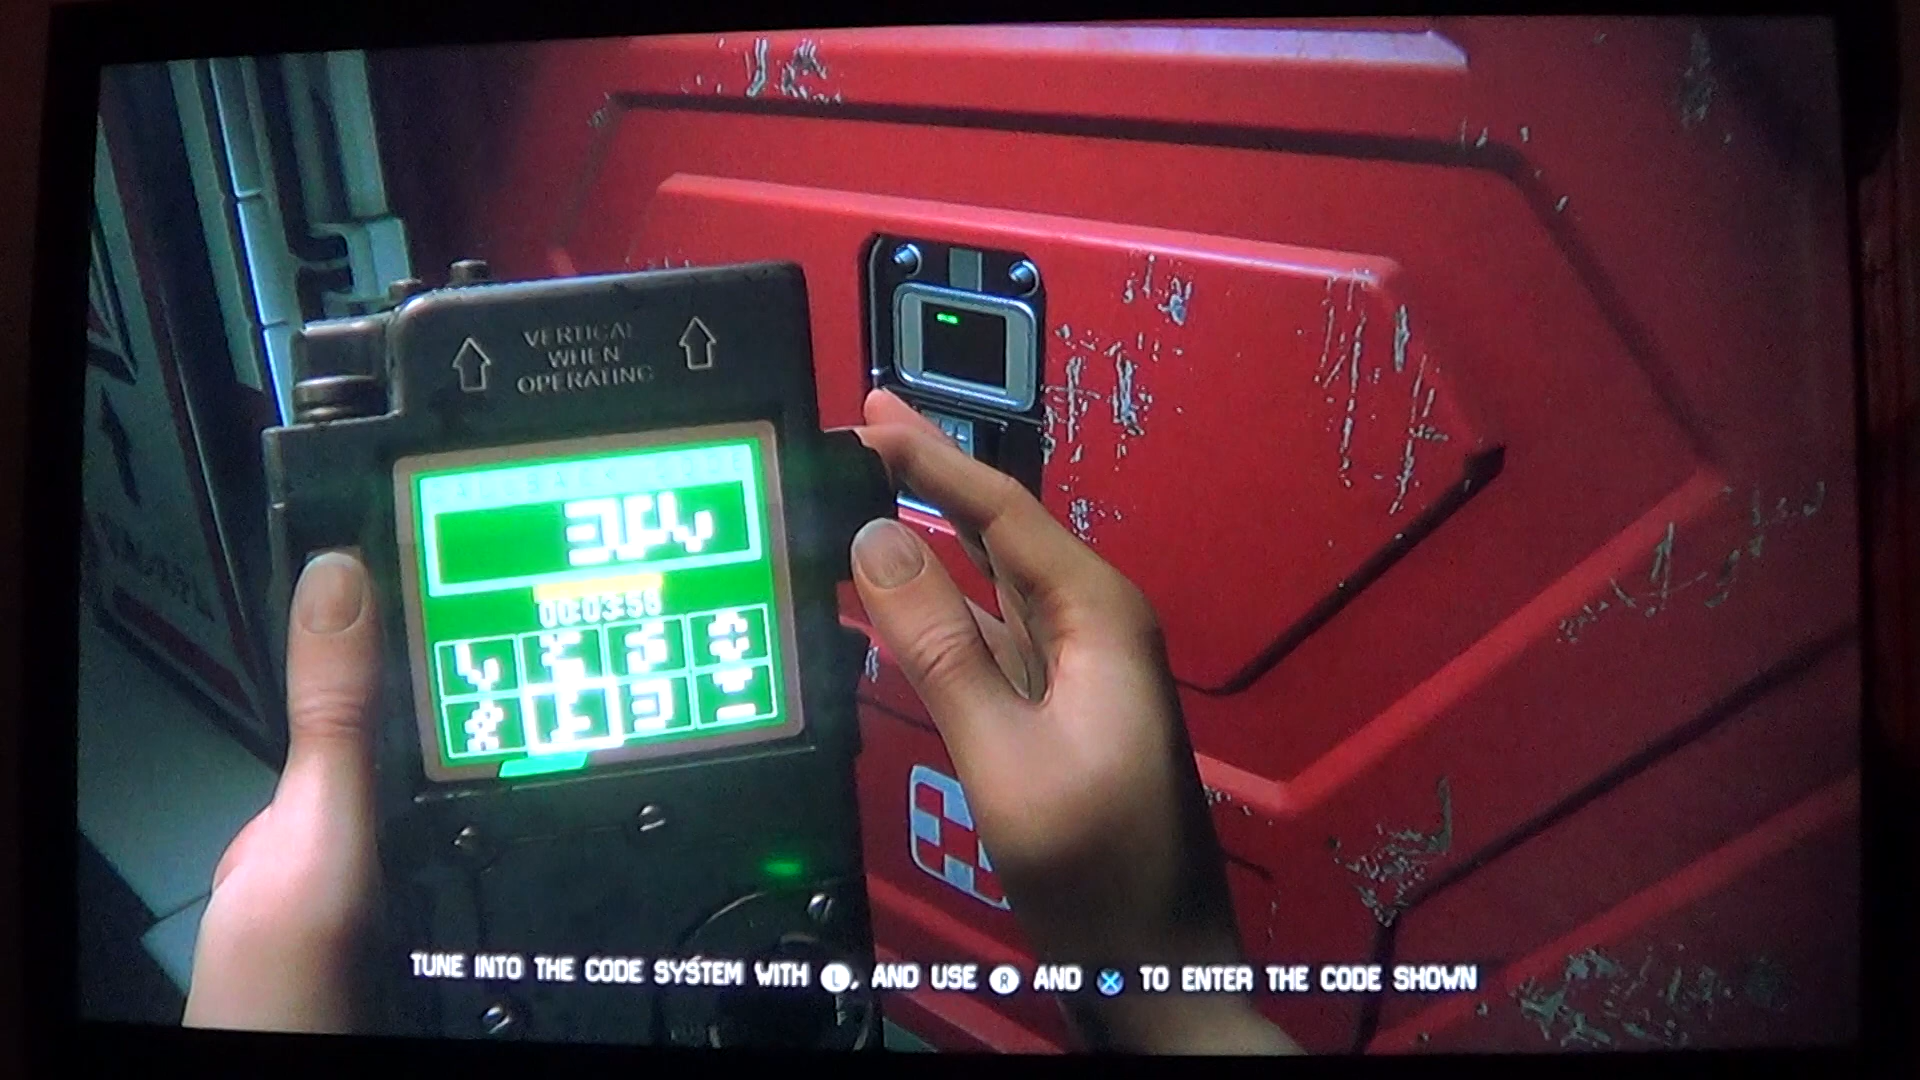 VERTICAL
WHEN
OPERATING
00:03:58
TUNE INTO THE CODE SYSTEM WITH L, AND USE R AND X TO ENTER THE CODE SHOWN